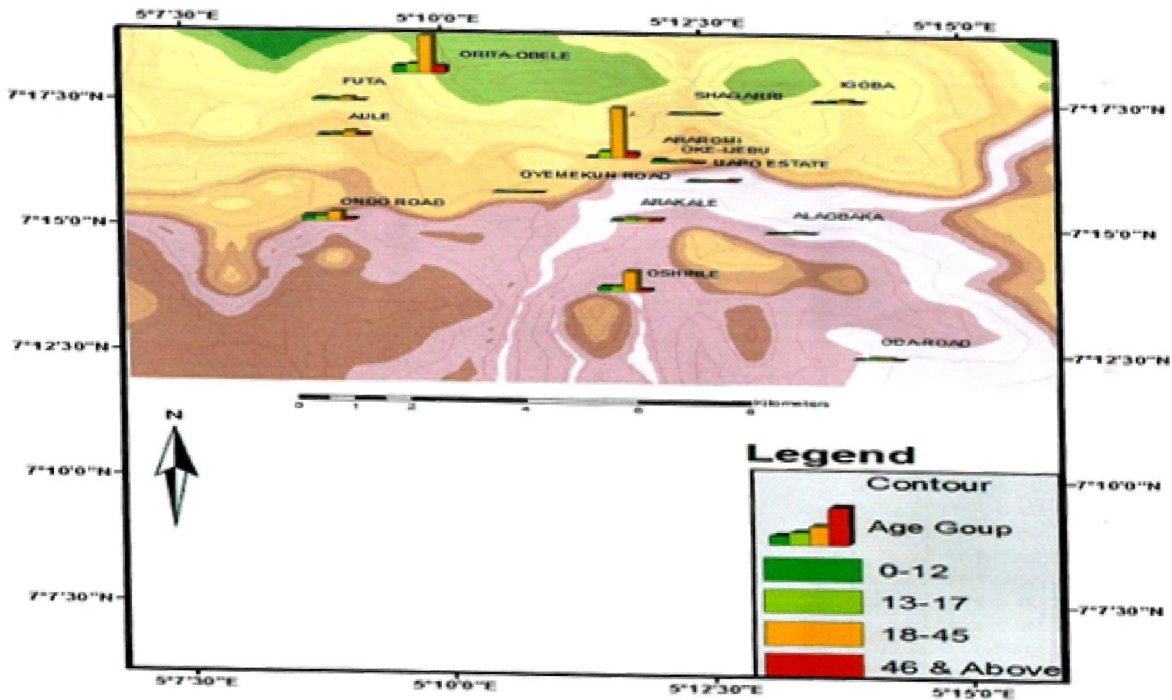 5°7'30"E 5°10'0"E 5°12'30"E 5°15'0"E
ORITA-OBELE
7°17'30"N FUTA SHAGARRI IGOBA 7°17'30"N
AULE
ARAROMI
OKE-IJEBU
MAPO ESTATE
OYEMEKUN ROAD
ONDO ROAD ARAKALE ALAGBAKA
7°15'0"N 7°15'0"N
OSHINLE
7°12'30"N ODA-ROAD 7°12'30"N
0 1 2 4 6 8 Kilometers
N
Legend
7°10'0"N Contour 7°10'0"N
Age Goup
0-12
13-17
7°7'30"N 7°7'30"N
18-45
46 & Above
5°7'30"E 5°10'0"E 5°12'30"E 5°15'0"E